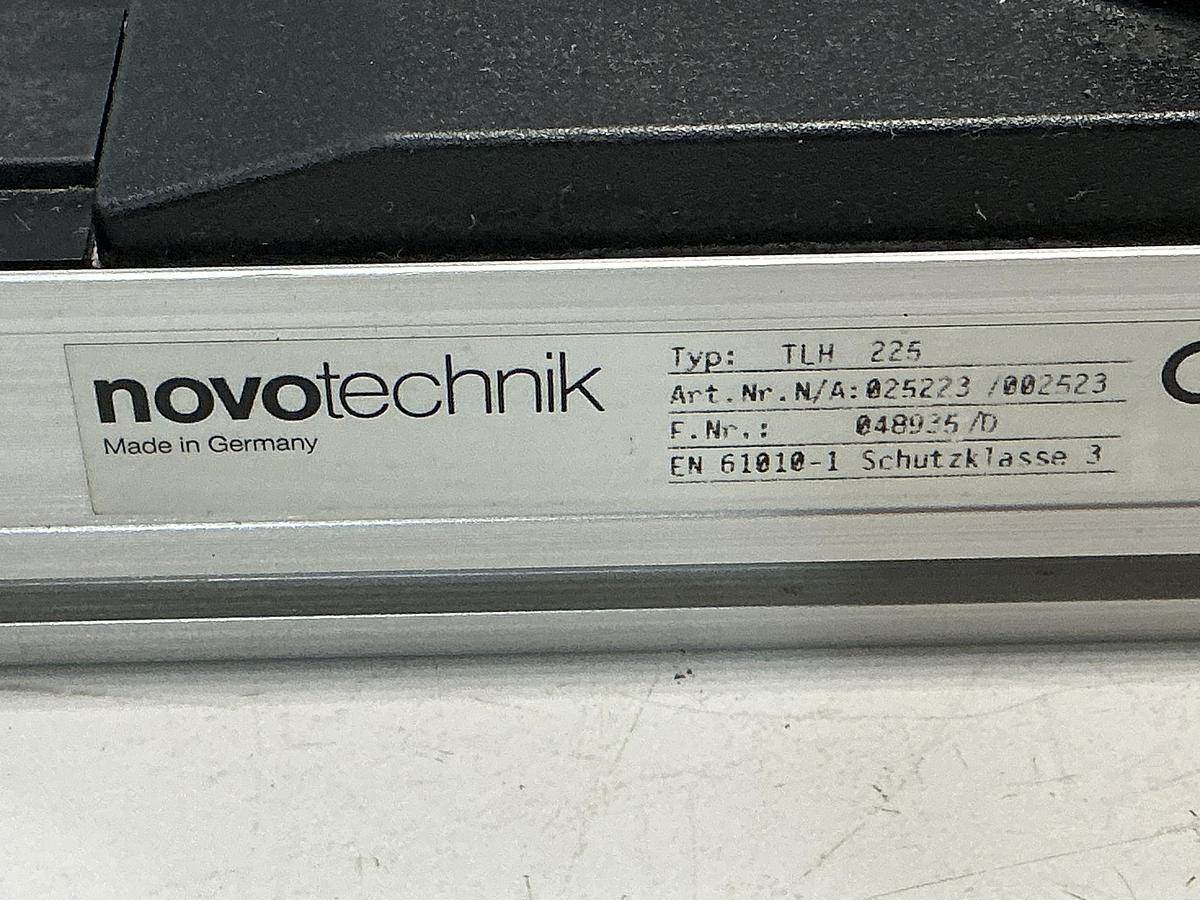 novotechnik
Made in Germany
Typ: TLH 225
Art.Nr.N/A:025223 /002523
F.Nr.: 048935/D
EN 61010-1 Schutzklasse 3